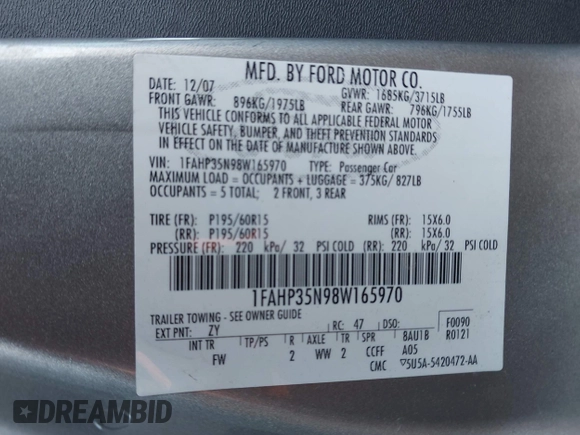 MFD. BY FORD MOTOR CO.
DATE: 12/07 GVWR: 1685KG/3715LB
FRONT GAWR: 896KG/1975LB REAR GAWR: 796KG/1755LB
THIS VEHICLE CONFORMS TO ALL APPLICABLE FEDERAL MOTOR
VEHICLE SAFETY, BUMPER, AND THEFT PREVENTION STANDARDS
IN EFFECT ON THE DATE OF MANUFACTURE SHOWN ABOVE.
VIN: 1FAHP35N98W165970 TYPE: Passenger Car
MAXIMUM LOAD = OCCUPANTS + LUGGAGE = 375KG/ 827LB
OCCUPANTS = 5 TOTAL; 2 FRONT, 3 REAR
TIRE (FR): P195/60R15 RIMS (FR): 15X6.0
(RR): P195/60R15 (RR): 15X6.0
PRESSURE (FR): 220 kPa/ 32 PSI COLD (RR): 220 kPa/ 32 PSI COLD
1FAHP35N98W165970
TRAILER TOWING - SEE OWNER GUIDE
EXT PNT: ZY RC: 47 DSO: F0090
INT TR TP/PS R AXLE TR SPR 8AU1B R0121
FW 2 WW 2 CCFF A05
CMC ▽5U5A-5420472-AA
DREAMBID